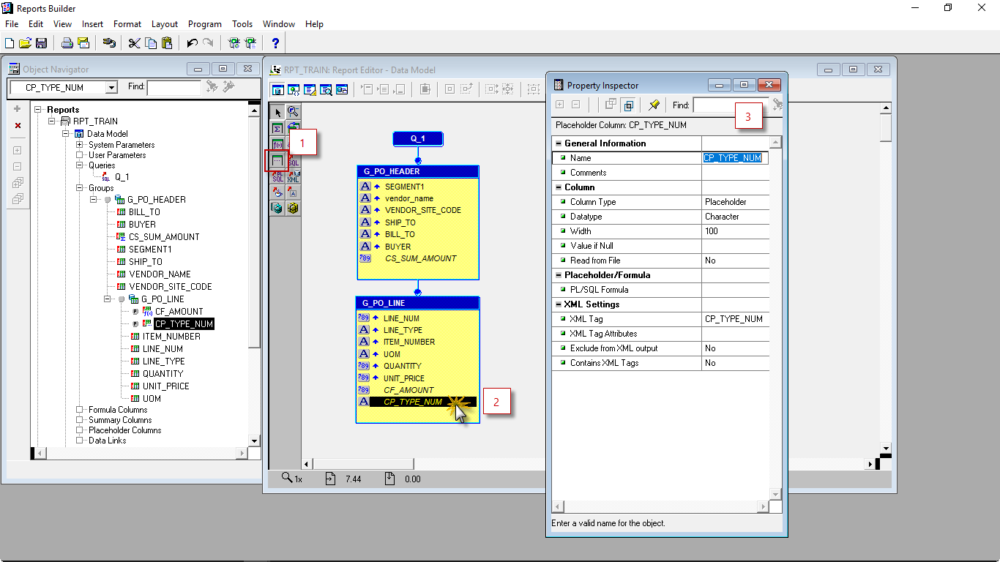 Reports Builder
File Edit View Insert Format Layout Program Tools Window Help
Object Navigator
CP_TYPE_NUM Find:
Reports
RPT_TRAIN
Data Model
System Parameters
User Parameters
Queries
Q_1
Groups
G_PO_HEADER
BILL_TO
BUYER
CS_SUM_AMOUNT
SEGMENT1
SHIP_TO
VENDOR_NAME
VENDOR_SITE_CODE
G_PO_LINE
CF_AMOUNT
CP_TYPE_NUM
ITEM_NUMBER
LINE_NUM
LINE_TYPE
QUANTITY
UNIT_PRICE
UOM
Formula Columns
Summary Columns
Placeholder Columns
Data Links
RPT_TRAIN: Report Editor - Data Model
1
Q_1
G_PO_HEADER
A SEGMENT1
A vendor_name
A VENDOR_SITE_CODE
A SHIP_TO
A BILL_TO
A BUYER
789 CS_SUM_AMOUNT
G_PO_LINE
789 LINE_NUM
A LINE_TYPE
A ITEM_NUMBER
A UOM
789 QUANTITY
789 UNIT_PRICE
789 CF_AMOUNT
A CP_TYPE_NUM
2
1x 7.44 0.00
Property Inspector
Find:
3
Placeholder Column: CP_TYPE_NUM
General Information
Name CP_TYPE_NUM
Comments
Column
Column Type Placeholder
Datatype Character
Width 100
Value if Null
Read from File No
Placeholder/Formula
PL/SQL Formula
XML Settings
XML Tag CP_TYPE_NUM
XML Tag Attributes
Exclude from XML output No
Contains XML Tags No
Enter a valid name for the object.